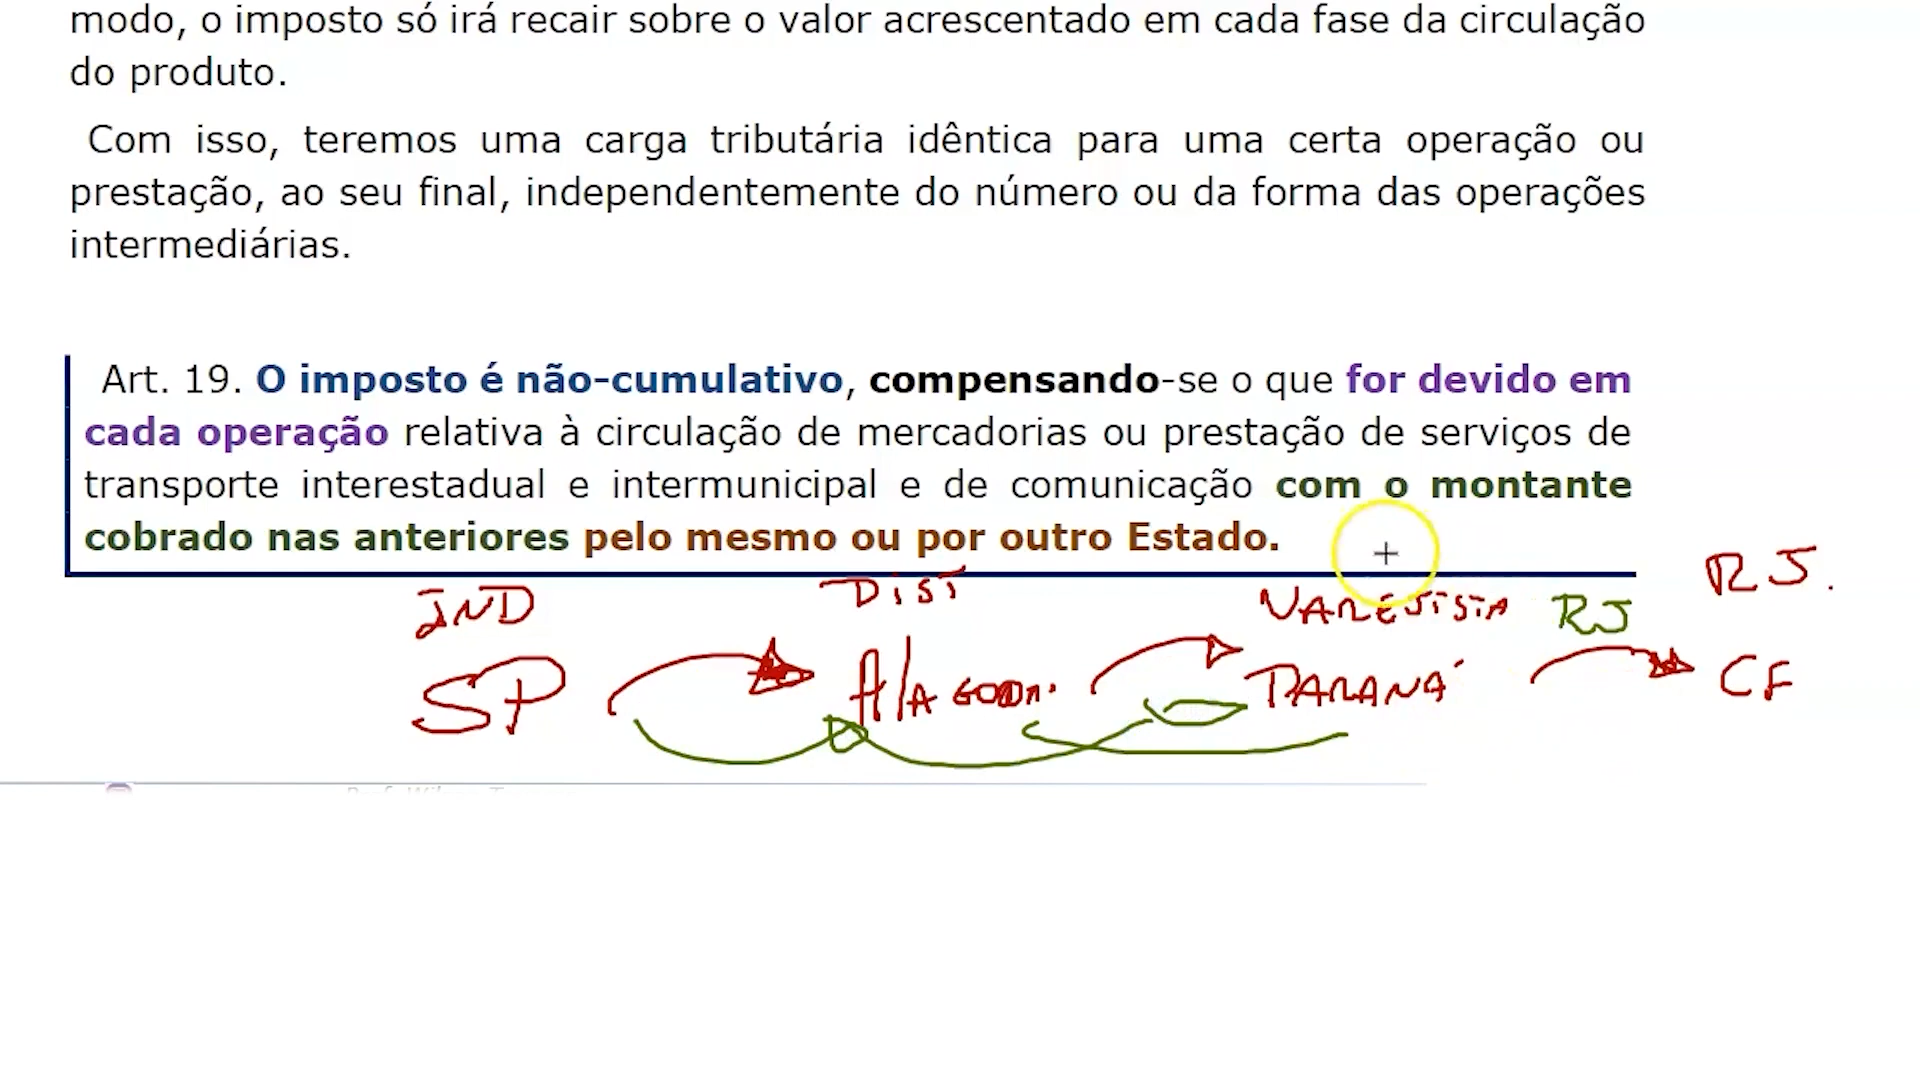 modo, o imposto só irá recair sobre o valor acrescentado em cada fase da circulação
do produto.
Com isso, teremos uma carga tributária idêntica para uma certa operação ou
prestação, ao seu final, independentemente do número ou da forma das operações
intermediárias.
Art. 19. O imposto é não-cumulativo, compensando-se o que for devido em
cada operação relativa à circulação de mercadorias ou prestação de serviços de
transporte interestadual e intermunicipal e de comunicação com o montante
cobrado nas anteriores pelo mesmo ou por outro Estado.
IND DIST VAREJISTA RJ RJ.
SP PARANÁ CF